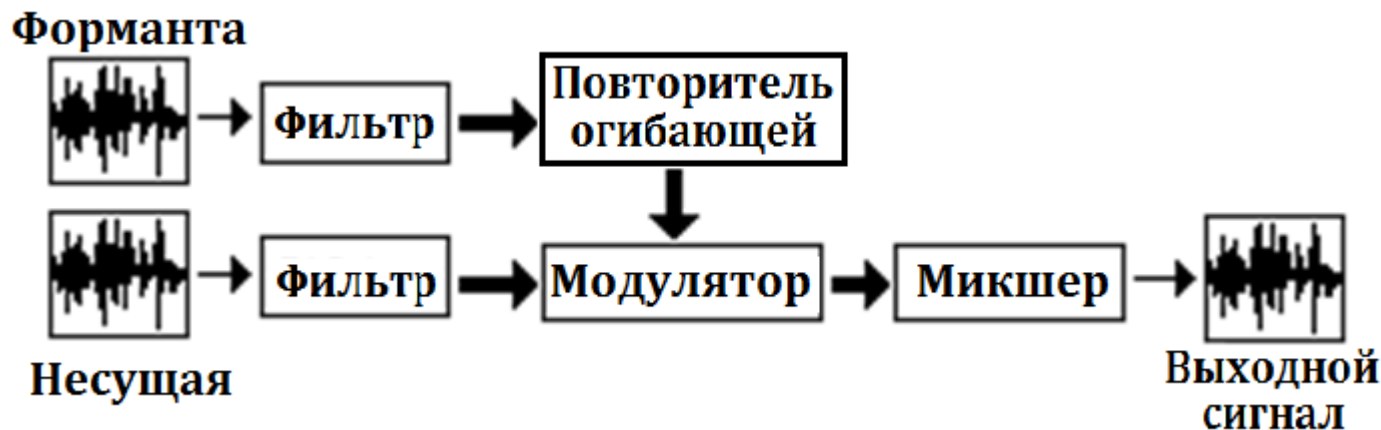 Форманта
Фильтр
Повторитель
огибающей
Несущая
Фильтр
Модулятор
Микшер
Выходной
сигнал